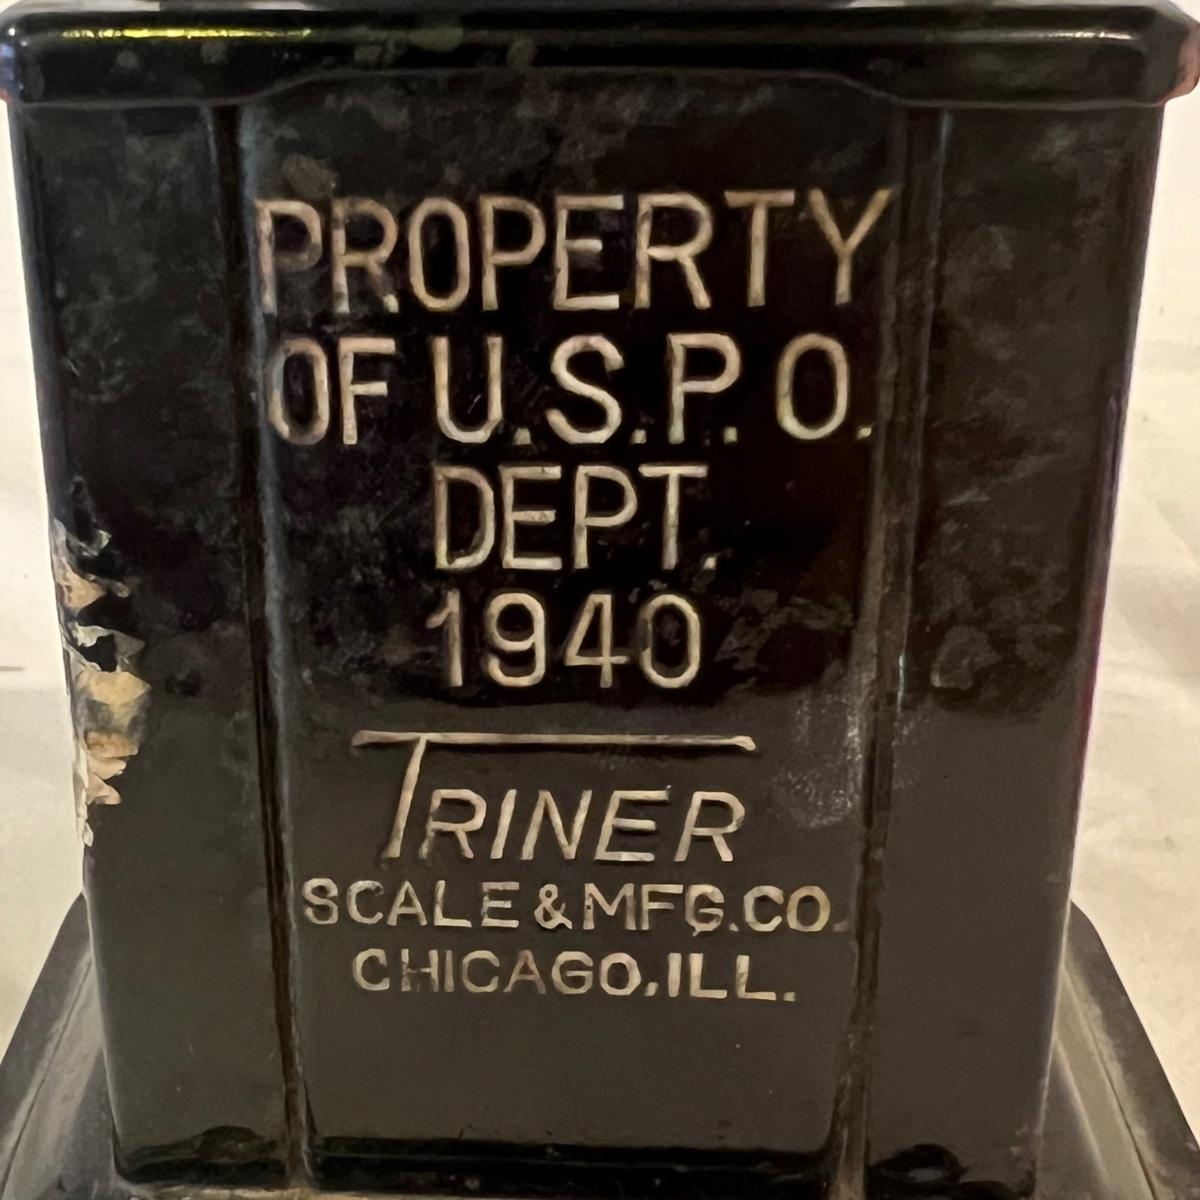 PROPERTY
OF U.S.P.O.
DEPT.
1940
TRINER
SCALE & MFG.CO.
CHICAGO,ILL.